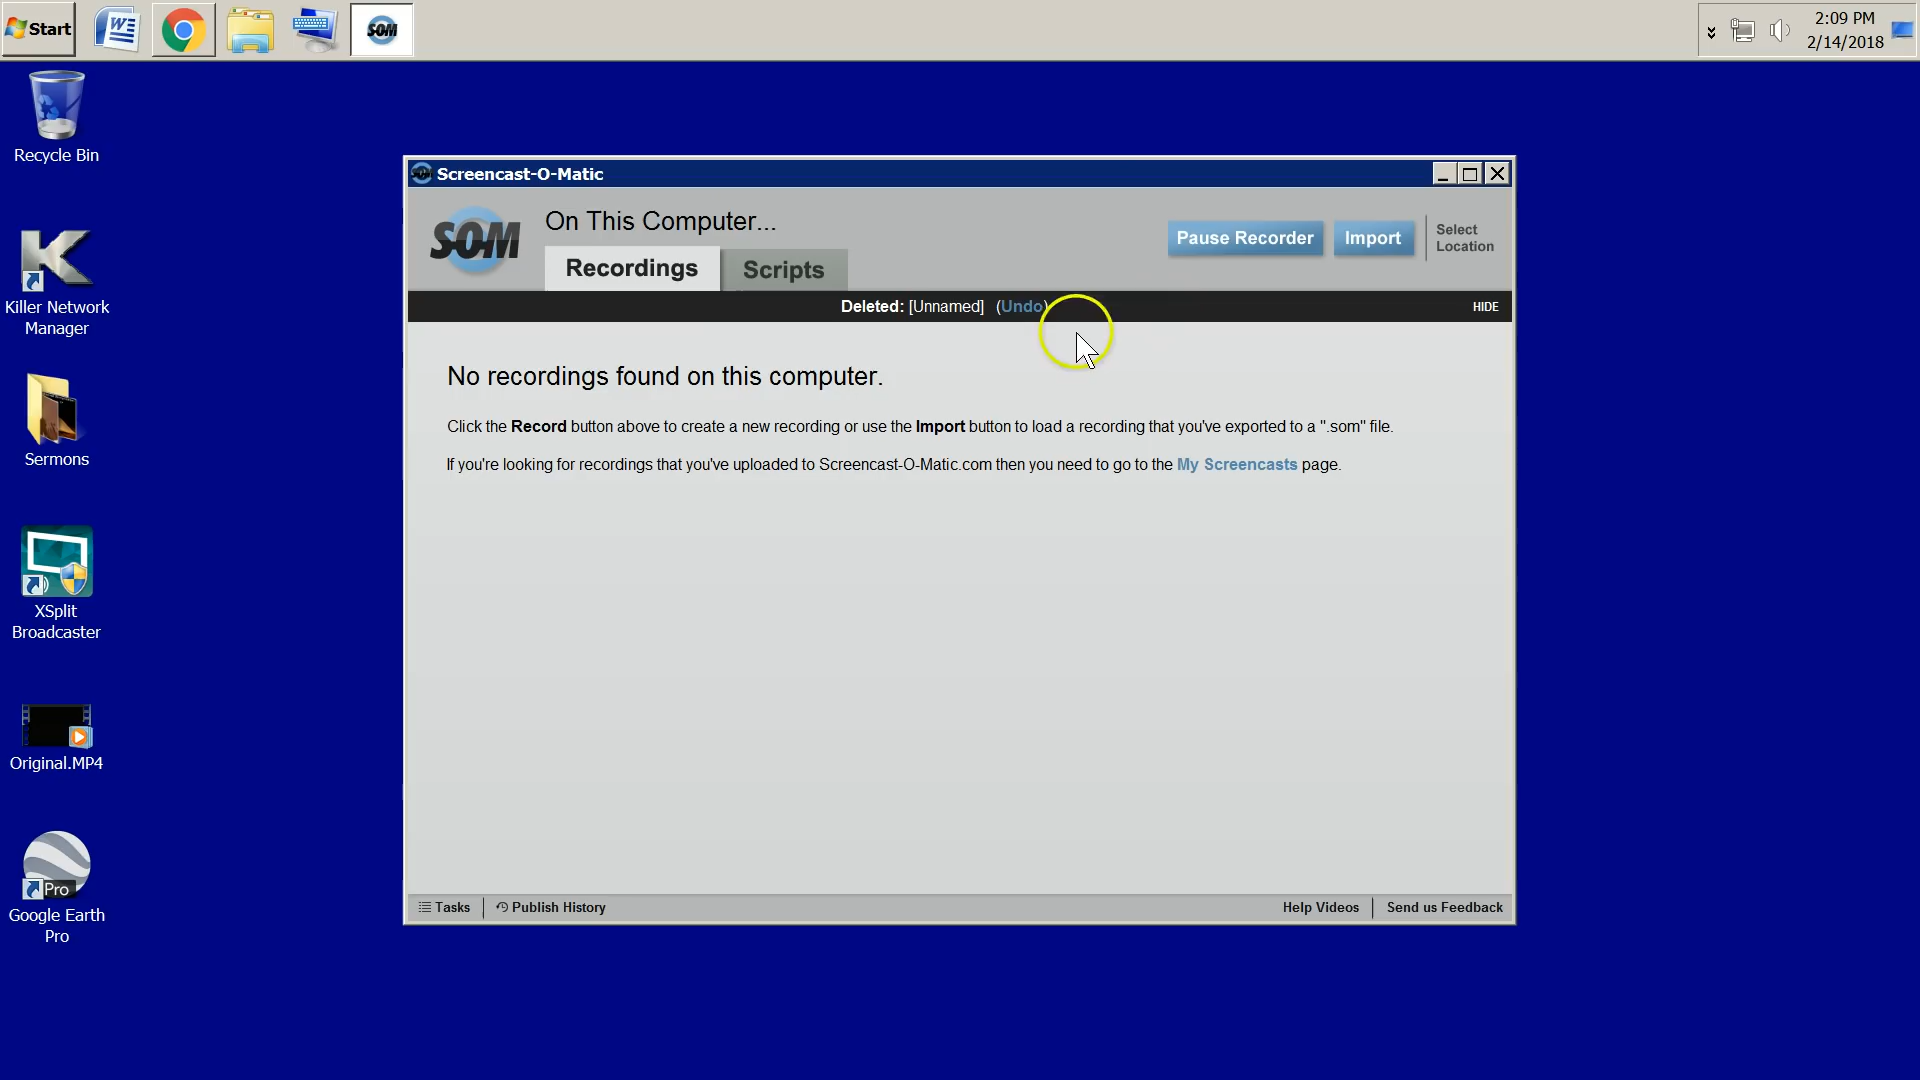 Start
2:09 PM
2/14/2018
Recycle Bin
Killer Network
Manager
Sermons
XSplit
Broadcaster
Original.MP4
Pro
Google Earth
Pro
SOM
Screencast-O-Matic
SOM
On This Computer...
Pause Recorder
Import
Select
Location
Recordings
Scripts
Deleted: [Unnamed] (Undo)
HIDE
No recordings found on this computer.
Click the Record button above to create a new recording or use the Import button to load a recording that you've exported to a ".som" file.
If you're looking for recordings that you've uploaded to Screencast-O-Matic.com then you need to go to the My Screencasts page.
Tasks
Publish History
Help Videos
Send us Feedback